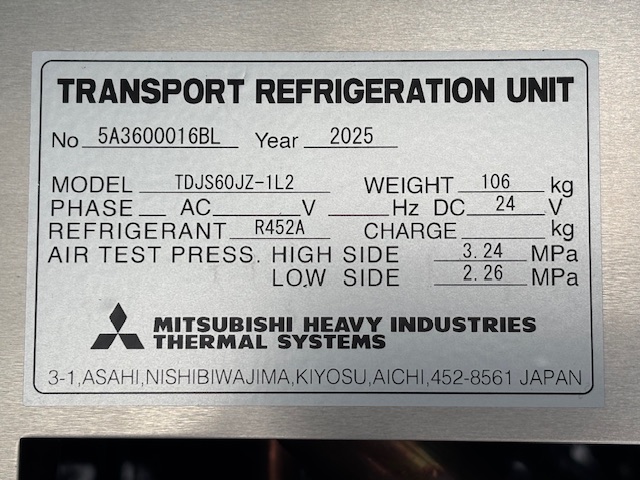 TRANSPORT REFRIGERATION UNIT
No 5A3600016BL Year 2025
MODEL TDJS60JZ-1L2 WEIGHT 106 kg
PHASE AC V Hz DC 24 V
REFRIGERANT R452A CHARGE kg
AIR TEST PRESS. HIGH SIDE 3.24 MPa
LOW SIDE 2.26 MPa
MITSUBISHI HEAVY INDUSTRIES
THERMAL SYSTEMS
3-1,ASAHI,NISHIBIWAJIMA,KIYOSU,AICHI,452-8561 JAPAN